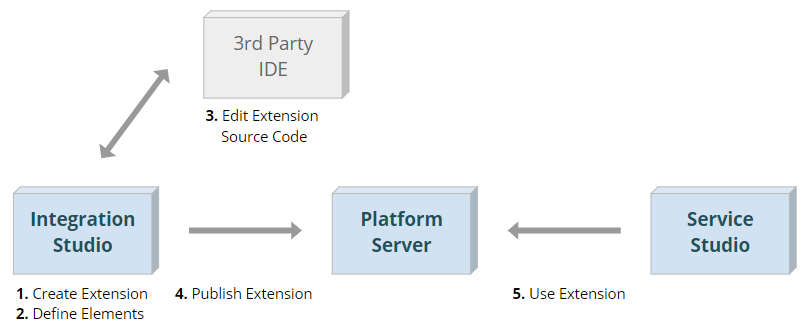 3rd Party
IDE
3. Edit Extension
Source Code
Integration
Studio
Platform
Server
Service
Studio
1. Create Extension
2. Define Elements
4. Publish Extension
5. Use Extension